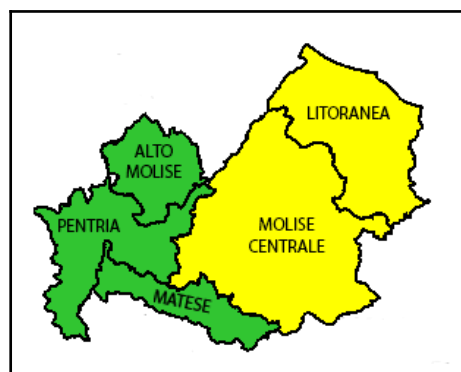 LITORANEA
ALTO
MOLISE
PENTRIA
MOLISE
CENTRALE
MATESE